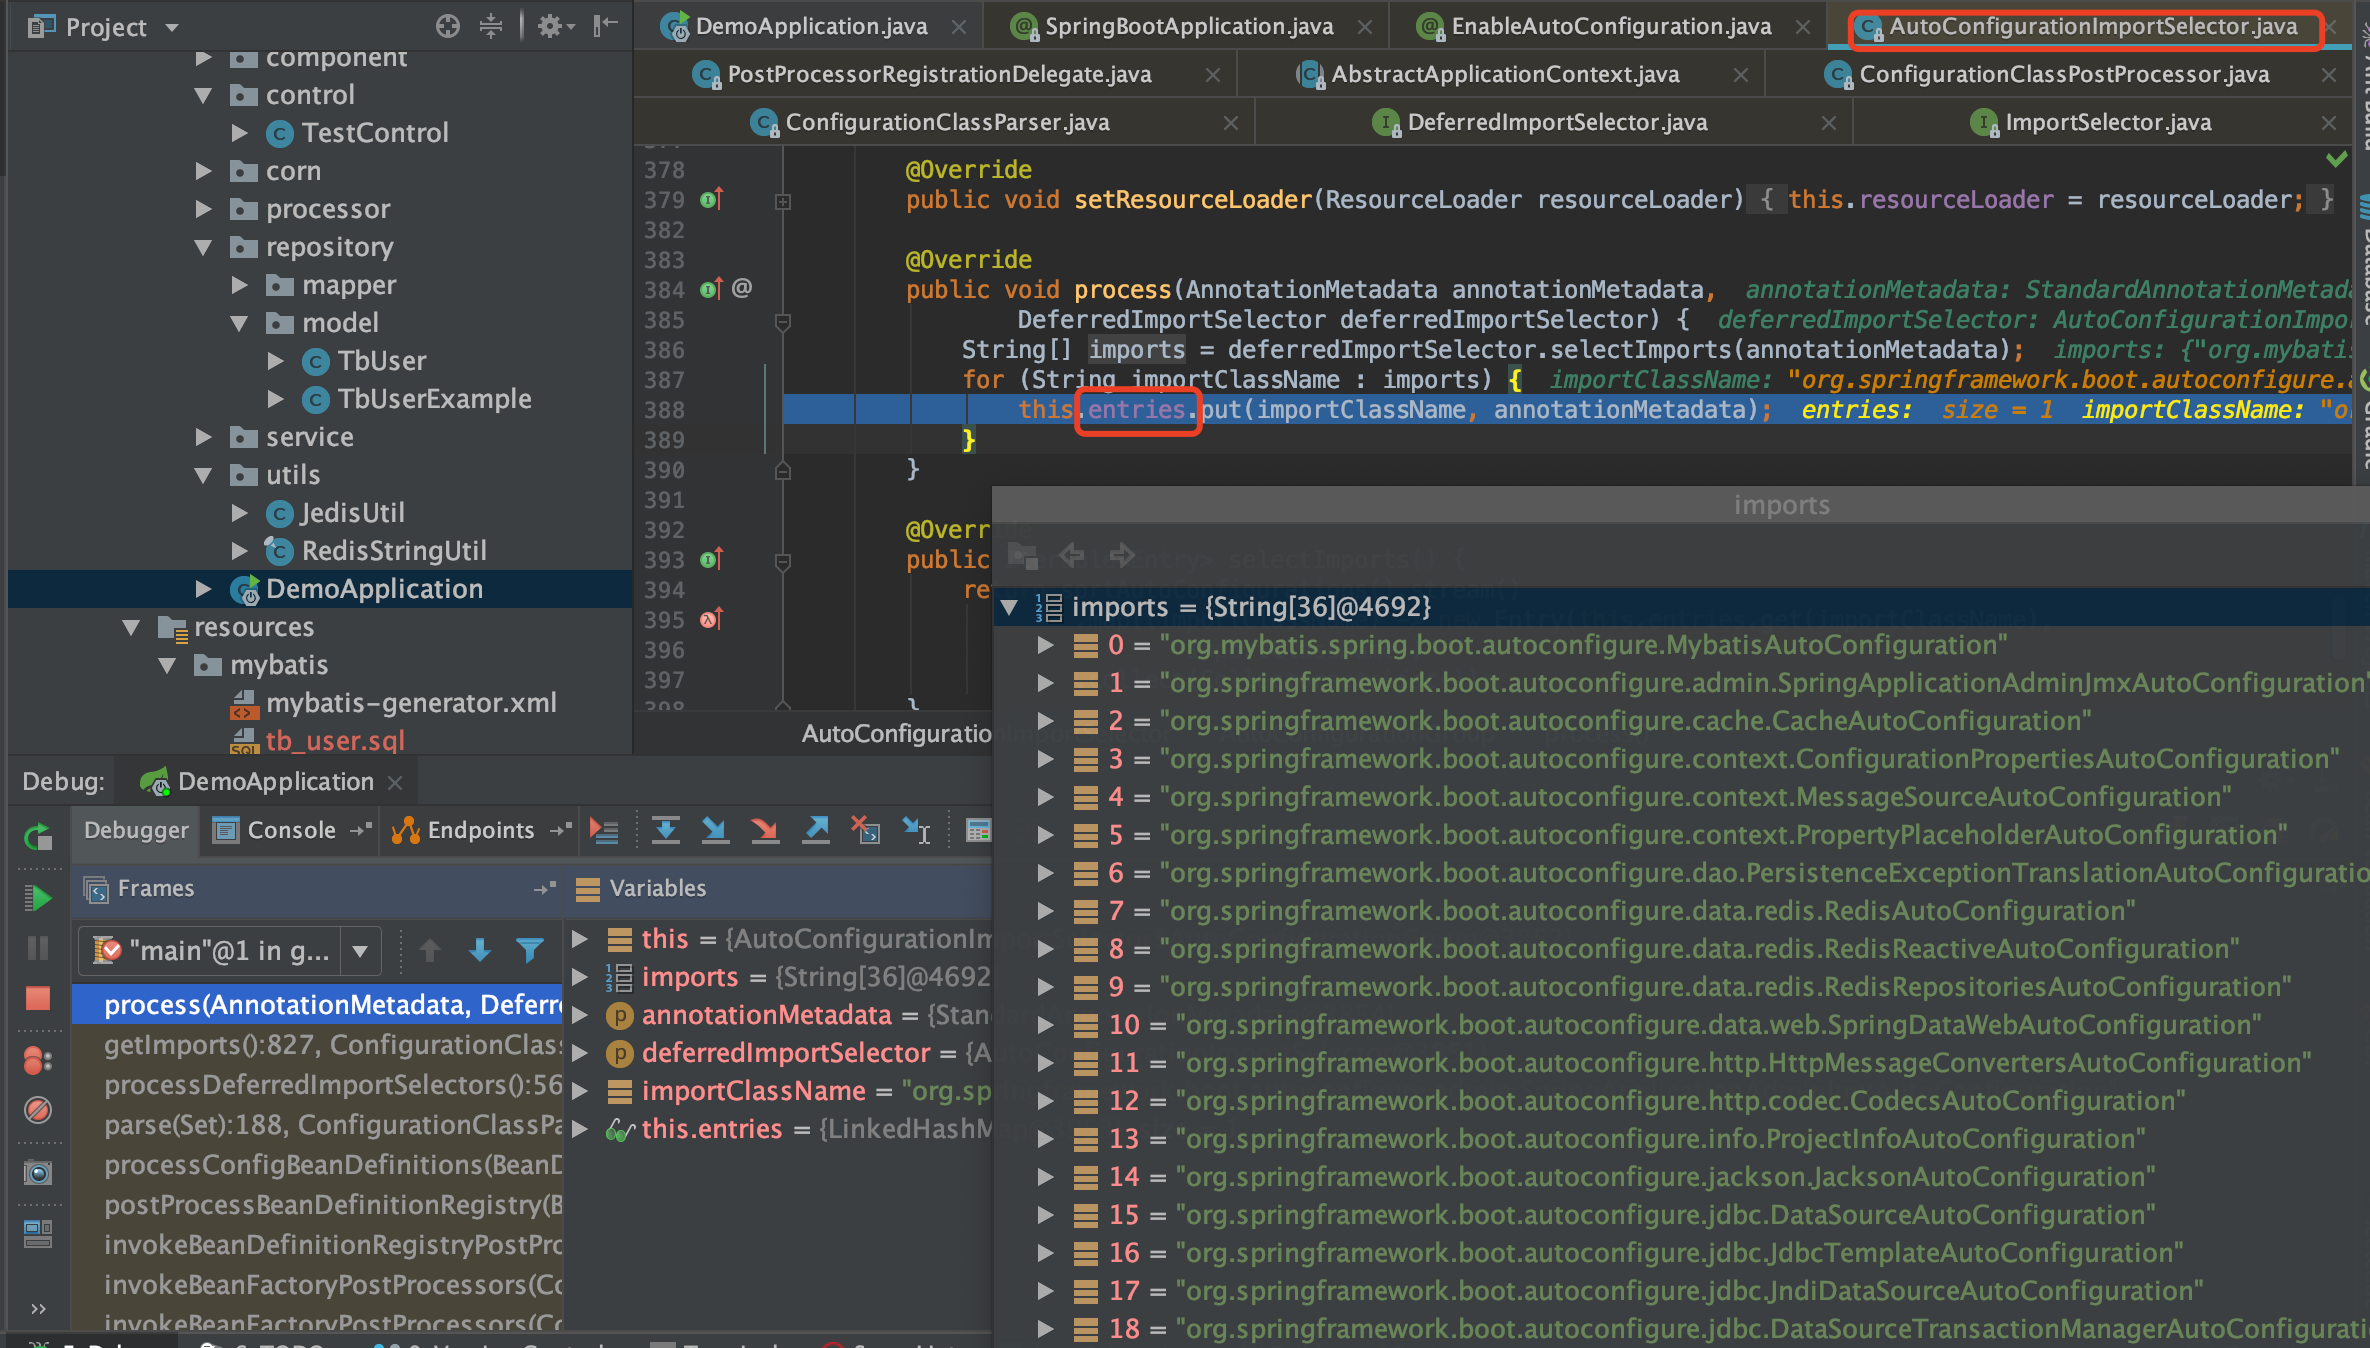 Project
component
control
TestControl
corn
processor
repository
mapper
model
TbUser
TbUserExample
service
utils
JedisUtil
RedisStringUtil
DemoApplication
resources
mybatis
mybatis-generator.xml
tb_user.sql
DemoApplication.java
SpringBootApplication.java
EnableAutoConfiguration.java
AutoConfigurationImportSelector.java
PostProcessorRegistrationDelegate.java
AbstractApplicationContext.java
ConfigurationClassPostProcessor.java
ConfigurationClassParser.java
DeferredImportSelector.java
ImportSelector.java
378 @Override
379 public void setResourceLoader(ResourceLoader resourceLoader) { this.resourceLoader = resourceLoader; }
382
383 @Override
384 public void process(AnnotationMetadata annotationMetadata, annotationMetadata: StandardAnnotationMetad
385 DeferredImportSelector deferredImportSelector) { deferredImportSelector: AutoConfigurationImpo
386 String[] imports = deferredImportSelector.selectImports(annotationMetadata); imports: {"org.mybatis
387 for (String importClassName : imports) { importClassName: "org.springframework.boot.autoconfigure.
388 this.entries.put(importClassName, annotationMetadata); entries: size = 1 importClassName: "o
389 }
390 }
391
392 @Overr
393 public
394 re
395
396
397
398 }
AutoConfiguratio
imports
imports = {String[36]@4692}
0 = "org.mybatis.spring.boot.autoconfigure.MybatisAutoConfiguration"
1 = "org.springframework.boot.autoconfigure.admin.SpringApplicationAdminJmxAutoConfiguration"
2 = "org.springframework.boot.autoconfigure.cache.CacheAutoConfiguration"
3 = "org.springframework.boot.autoconfigure.context.ConfigurationPropertiesAutoConfiguration"
4 = "org.springframework.boot.autoconfigure.context.MessageSourceAutoConfiguration"
5 = "org.springframework.boot.autoconfigure.context.PropertyPlaceholderAutoConfiguration"
6 = "org.springframework.boot.autoconfigure.dao.PersistenceExceptionTranslationAutoConfiguratio
7 = "org.springframework.boot.autoconfigure.data.redis.RedisAutoConfiguration"
8 = "org.springframework.boot.autoconfigure.data.redis.RedisReactiveAutoConfiguration"
9 = "org.springframework.boot.autoconfigure.data.redis.RedisRepositoriesAutoConfiguration"
10 = "org.springframework.boot.autoconfigure.data.web.SpringDataWebAutoConfiguration"
11 = "org.springframework.boot.autoconfigure.http.HttpMessageConvertersAutoConfiguration"
12 = "org.springframework.boot.autoconfigure.http.codec.CodecsAutoConfiguration"
13 = "org.springframework.boot.autoconfigure.info.ProjectInfoAutoConfiguration"
14 = "org.springframework.boot.autoconfigure.jackson.JacksonAutoConfiguration"
15 = "org.springframework.boot.autoconfigure.jdbc.DataSourceAutoConfiguration"
16 = "org.springframework.boot.autoconfigure.jdbc.JdbcTemplateAutoConfiguration"
17 = "org.springframework.boot.autoconfigure.jdbc.JndiDataSourceAutoConfiguration"
18 = "org.springframework.boot.autoconfigure.jdbc.DataSourceTransactionManagerAutoConfigurati
Debug: DemoApplication
Debugger Console Endpoints
Frames
Variables
"main"@1 in g...
process(AnnotationMetadata, Deferr
getImports():827, ConfigurationClass
processDeferredImportSelectors():56
parse(Set):188, ConfigurationClassPa
processConfigBeanDefinitions(BeanD
postProcessBeanDefinitionRegistry(B
invokeBeanDefinitionRegistryPostPro
invokeBeanFactoryPostProcessors(Co
invokeBeanFactoryPostProcessors(Co
this = {AutoConfigurationIm
imports = {String[36]@4692
annotationMetadata = {Stan
deferredImportSelector = {A
importClassName = "org.sp
this.entries = {LinkedHashM